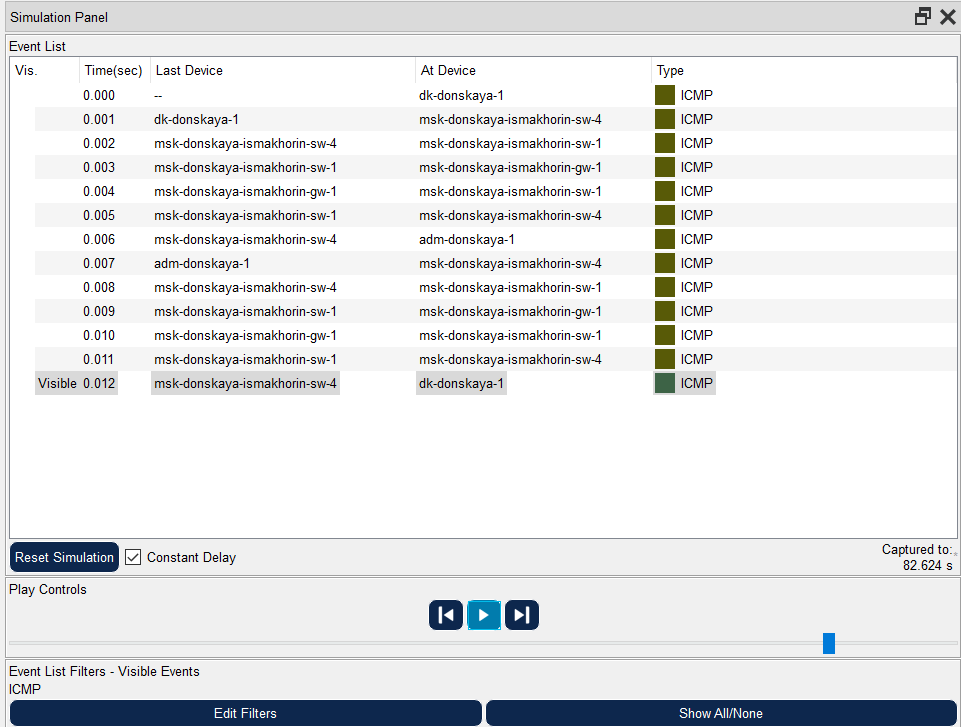 Simulation Panel
Event List
Vis. Time(sec) Last Device At Device Type
0.000 -- dk-donskaya-1 ICMP
0.001 dk-donskaya-1 msk-donskaya-ismakhorin-sw-4 ICMP
0.002 msk-donskaya-ismakhorin-sw-4 msk-donskaya-ismakhorin-sw-1 ICMP
0.003 msk-donskaya-ismakhorin-sw-1 msk-donskaya-ismakhorin-gw-1 ICMP
0.004 msk-donskaya-ismakhorin-gw-1 msk-donskaya-ismakhorin-sw-1 ICMP
0.005 msk-donskaya-ismakhorin-sw-1 msk-donskaya-ismakhorin-sw-4 ICMP
0.006 msk-donskaya-ismakhorin-sw-4 adm-donskaya-1 ICMP
0.007 adm-donskaya-1 msk-donskaya-ismakhorin-sw-4 ICMP
0.008 msk-donskaya-ismakhorin-sw-4 msk-donskaya-ismakhorin-sw-1 ICMP
0.009 msk-donskaya-ismakhorin-sw-1 msk-donskaya-ismakhorin-gw-1 ICMP
0.010 msk-donskaya-ismakhorin-gw-1 msk-donskaya-ismakhorin-sw-1 ICMP
0.011 msk-donskaya-ismakhorin-sw-1 msk-donskaya-ismakhorin-sw-4 ICMP
Visible 0.012 msk-donskaya-ismakhorin-sw-4 dk-donskaya-1 ICMP
Reset Simulation Constant Delay Captured to:
82.624 s
Play Controls
Event List Filters - Visible Events
ICMP
Edit Filters Show All/None